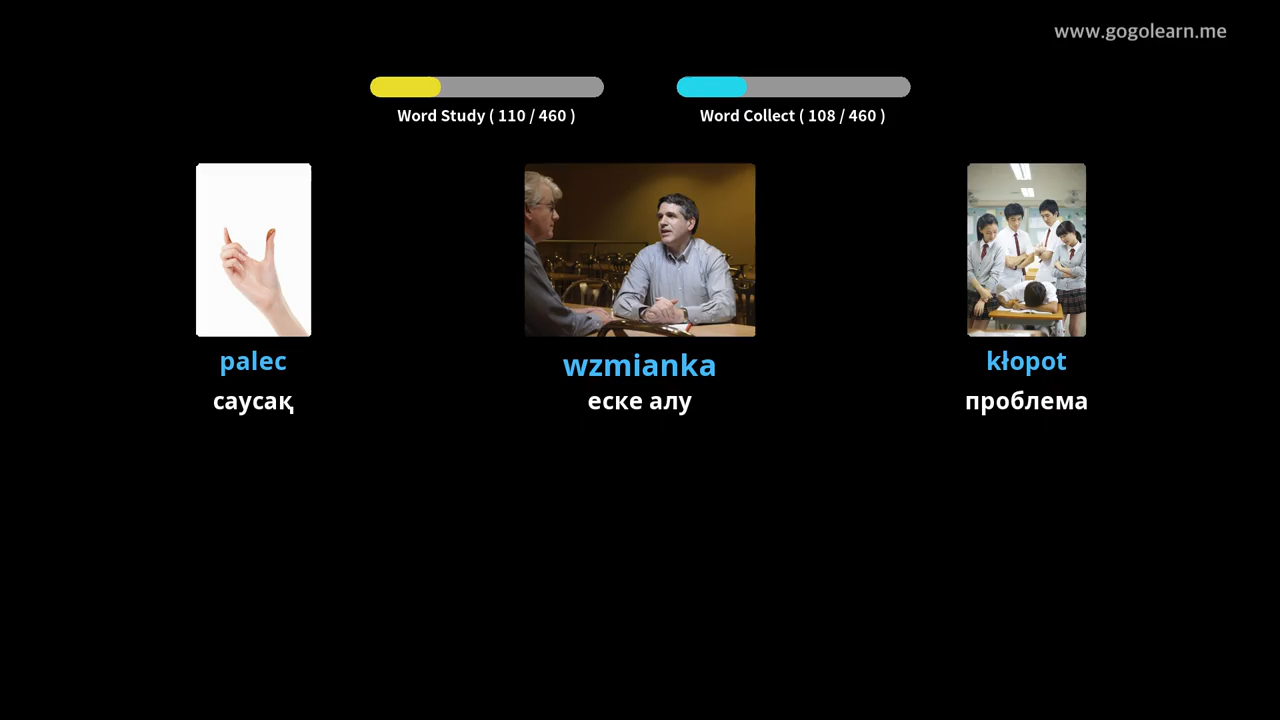 www.gogolearn.me
Word Study ( 110 / 460 )
Word Collect ( 108 / 460 )
palec
wzmianka
kłopot
саусақ
еске алу
проблема